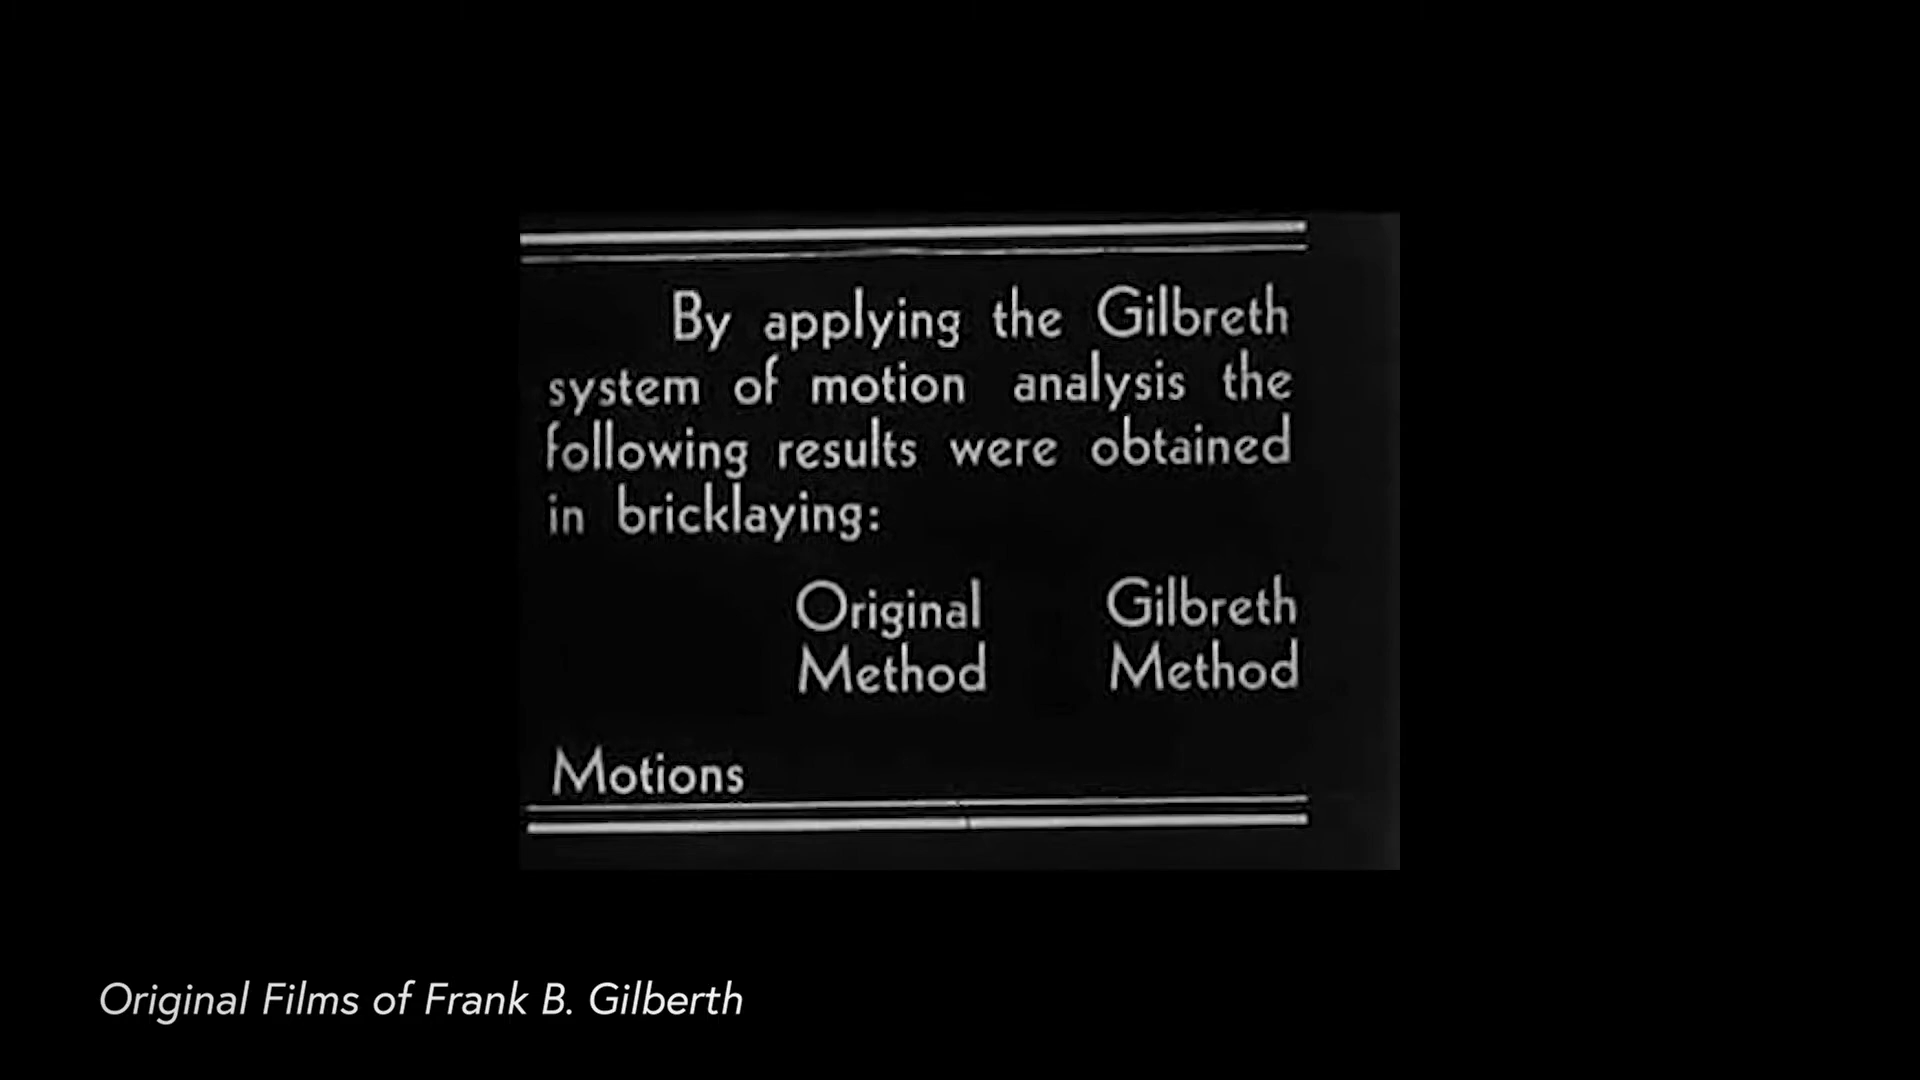 By applying the Gilbreth
system of motion analysis the
following results were obtained
in bricklaying:
Original Gilbreth
Method Method
Motions
Original Films of Frank B. Gilberth